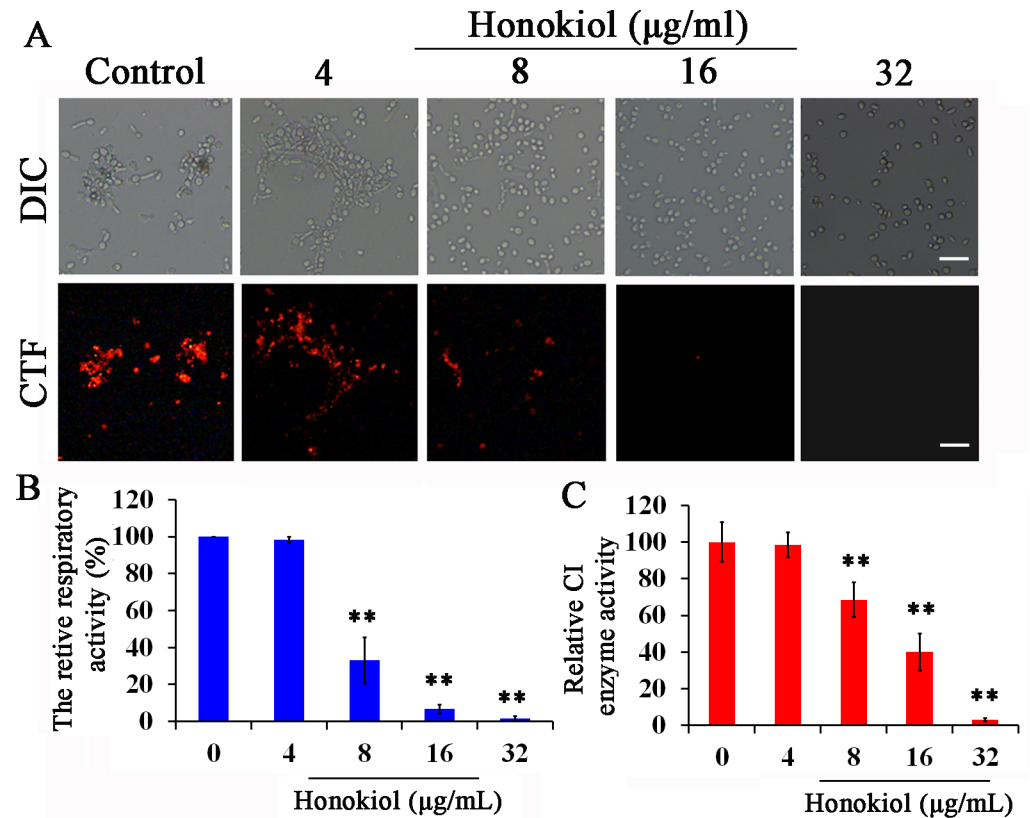 A
Honokiol (μg/ml)
Control 4 8 16 32
DIC
CTF
B
The retive respiratory
activity (%)
120
100
80
60
40
20
0
** ** **
0 4 8 16 32
Honokiol (μg/mL)
C
Relative CI
enzyme activity
120
100
80
60
40
20
0
** ** **
0 4 8 16 32
Honokiol (μg/mL)